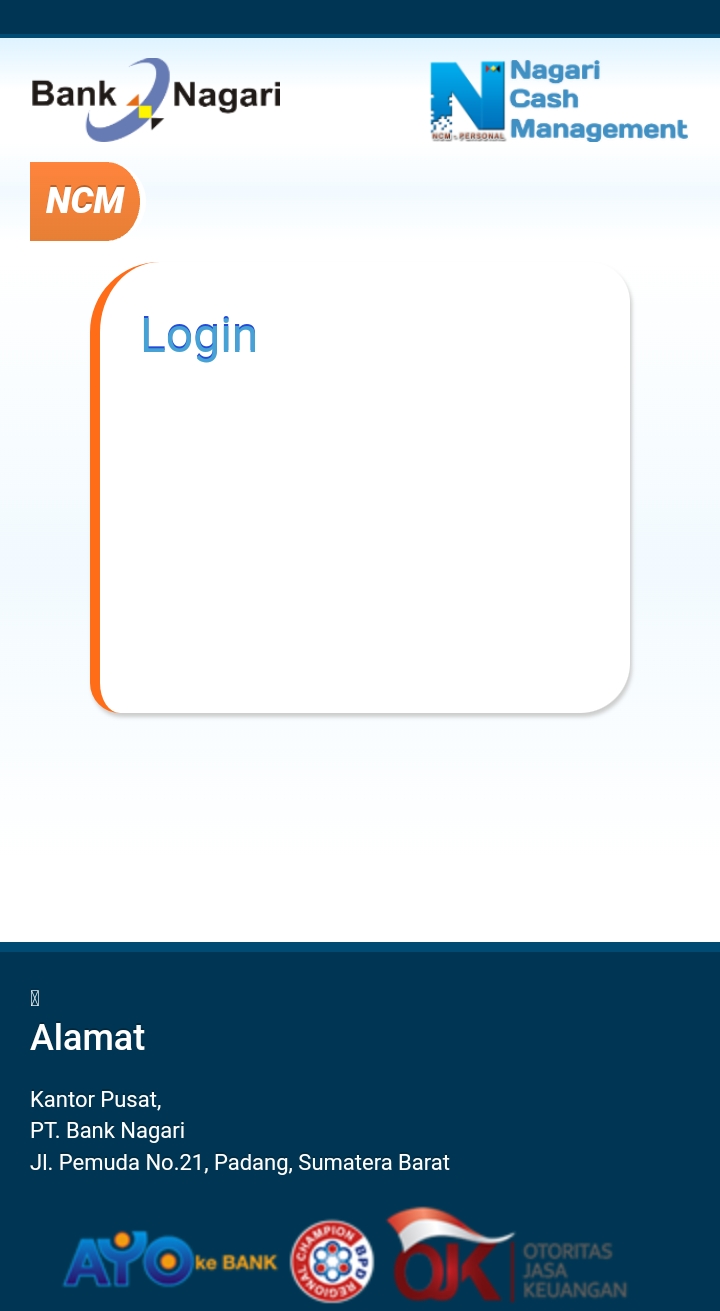 Bank Nagari
Nagari
Cash
Management
NCM - PERSONAL
NCM
Login
Alamat
Kantor Pusat,
PT. Bank Nagari
Jl. Pemuda No.21, Padang, Sumatera Barat
AYO ke BANK
REGIONAL CHAMPION BPD
OJK
OTORITAS
JASA
KEUANGAN